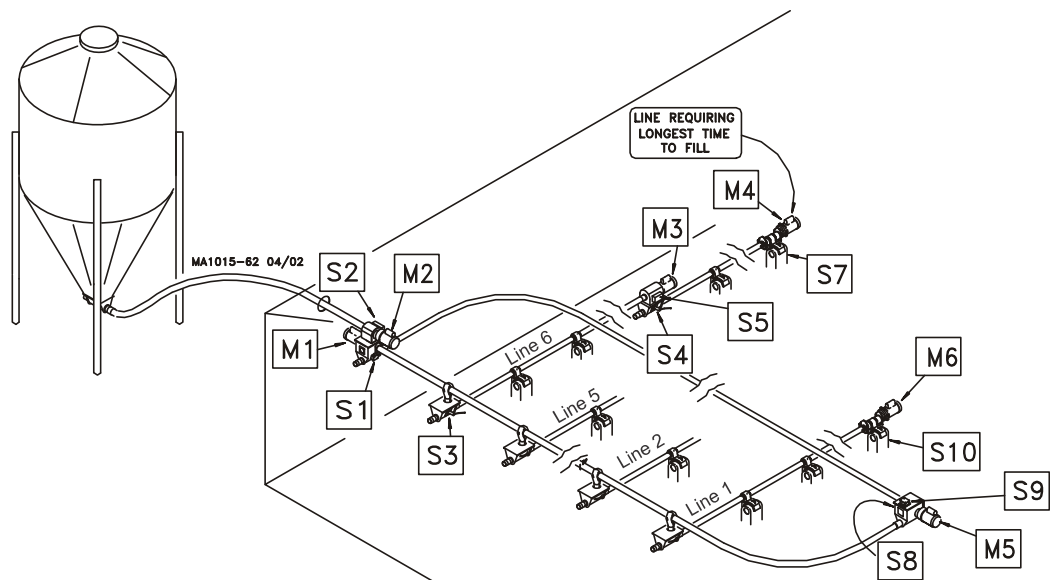 LINE REQUIRING
LONGEST TIME
TO FILL
M4
M3
MA1015-62 04/02
S2
M2
S7
S5
M1
Line 6
S4
M6
S1
Line 5
S3
Line 2
S10
Line 1
S9
S8
M5